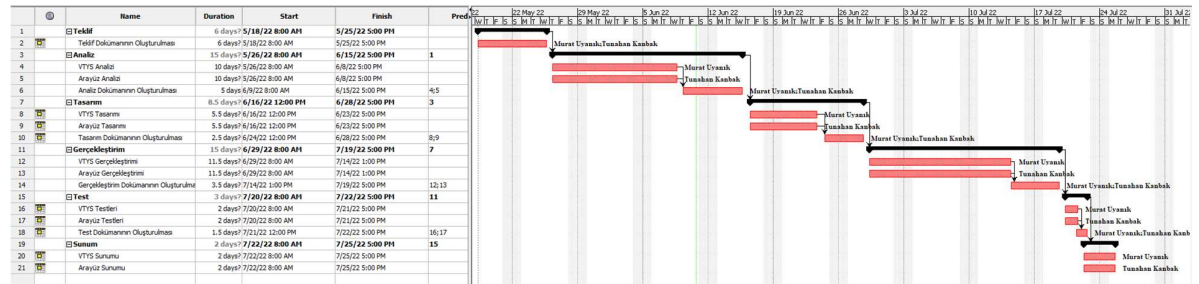 Name Duration Start Finish Pred
22 22 May 22 29 May 22 5 Jun 22 12 Jun 22 19 Jun 22 26 Jun 22 3 Jul 22 10 Jul 22 17 Jul 22 24 Jul 22 31 Jul 22
1 Teklif 6 days? 5/18/22 8:00 AM 5/25/22 5:00 PM
2 Teklif Dokümanının Oluşturulması 6 days? 5/18/22 8:00 AM 5/25/22 5:00 PM Murat Uyanık;Tunahan Kanbak
3 Analiz 15 days? 5/26/22 8:00 AM 6/15/22 5:00 PM 1
4 VTYS Analizi 10 days? 5/26/22 8:00 AM 6/8/22 5:00 PM Murat Uyanık
5 Arayüz Analizi 10 days? 5/26/22 8:00 AM 6/8/22 5:00 PM Tunahan Kanbak
6 Analiz Dokümanının Oluşturulması 5 days 6/9/22 8:00 AM 6/15/22 5:00 PM 4;5 Murat Uyanık;Tunahan Kanbak
7 Tasarım 8.5 days? 6/16/22 12:00 PM 6/28/22 5:00 PM 3
8 VTYS Tasarımı 5.5 days? 6/16/22 12:00 PM 6/23/22 5:00 PM Murat Uyanık
9 Arayüz Tasarımı 5.5 days? 6/16/22 12:00 PM 6/23/22 5:00 PM Tunahan Kanbak
10 Tasarım Dokümanının Oluşturulması 2.5 days? 6/24/22 12:00 PM 6/28/22 5:00 PM 8;9 Murat Uyanık;Tunahan Kanbak
11 Gerçekleştirim 15 days? 6/29/22 8:00 AM 7/19/22 5:00 PM 7
12 VTYS Gerçekleştirimi 11.5 days? 6/29/22 8:00 AM 7/14/22 1:00 PM Murat Uyanık
13 Arayüz Gerçekleştirimi 11.5 days? 6/29/22 8:00 AM 7/14/22 1:00 PM Tunahan Kanbak
14 Gerçekleştirim Dokümanının Oluşturulma 3.5 days? 7/14/22 1:00 PM 7/19/22 5:00 PM 12;13 Murat Uyanık;Tunahan Kanbak
15 Test 3 days? 7/20/22 8:00 AM 7/22/22 5:00 PM 11
16 VTYS Testleri 2 days? 7/20/22 8:00 AM 7/21/22 5:00 PM Murat Uyanık
17 Arayüz Testleri 2 days? 7/20/22 8:00 AM 7/21/22 5:00 PM Tunahan Kanbak
18 Test Dokümanının Oluşturulması 1.5 days? 7/21/22 12:00 PM 7/22/22 5:00 PM 16;17 Murat Uyanık;Tunahan Kanb
19 Sunum 2 days? 7/22/22 8:00 AM 7/25/22 5:00 PM 15
20 VTYS Sunumu 2 days? 7/22/22 8:00 AM 7/25/22 5:00 PM Murat Uyanık
21 Arayüz Sunumu 2 days? 7/22/22 8:00 AM 7/25/22 5:00 PM Tunahan Kanbak